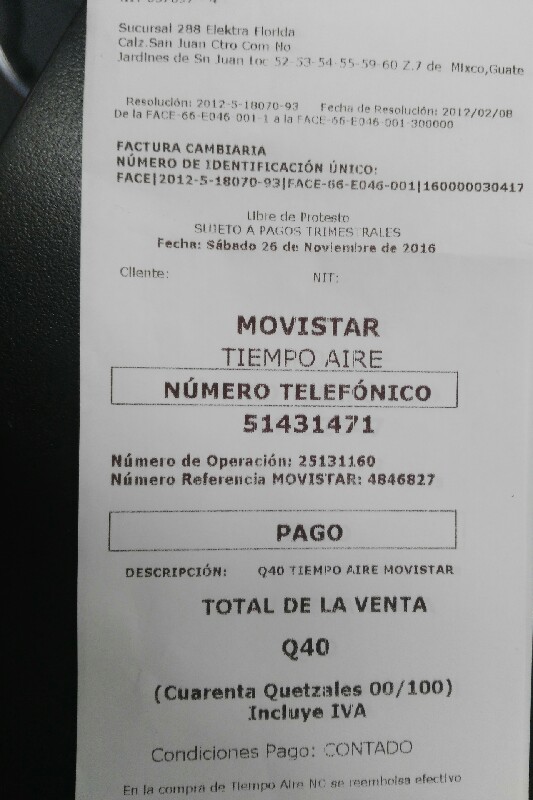 Sucursal 288 Elektra Florida
Calz.San Juan Ctro Com No
Jardines de Sn Juan loc 52-53-54-55-59-60 Z.7 de Mixco,Guate
Resolución: 2012-5-18070-93 Fecha de Resolución: 2012/02/08
De la FACE-66-E046-001-1 a la FACE-66-E046-001-300000
FACTURA CAMBIARIA
NÚMERO DE IDENTIFICACIÓN ÚNICO:
FACE|2012-5-18070-93|FACE-66-E046-001|160000030417
Libre de Protesto
SUJETO A PAGOS TRIMESTRALES
Fecha: Sábado 26 de Noviembre de 2016
Cliente: NIT:
MOVISTAR
TIEMPO AIRE
NÚMERO TELEFÓNICO
51431471
Número de Operación: 25131160
Número Referencia MOVISTAR: 4846827
PAGO
DESCRIPCIÓN: Q40 TIEMPO AIRE MOVISTAR
TOTAL DE LA VENTA
Q40
(Cuarenta Quetzales 00/100)
Incluye IVA
Condiciones Pago: CONTADO
En la compra de Tiempo Aire NO se reembolsa efectivo